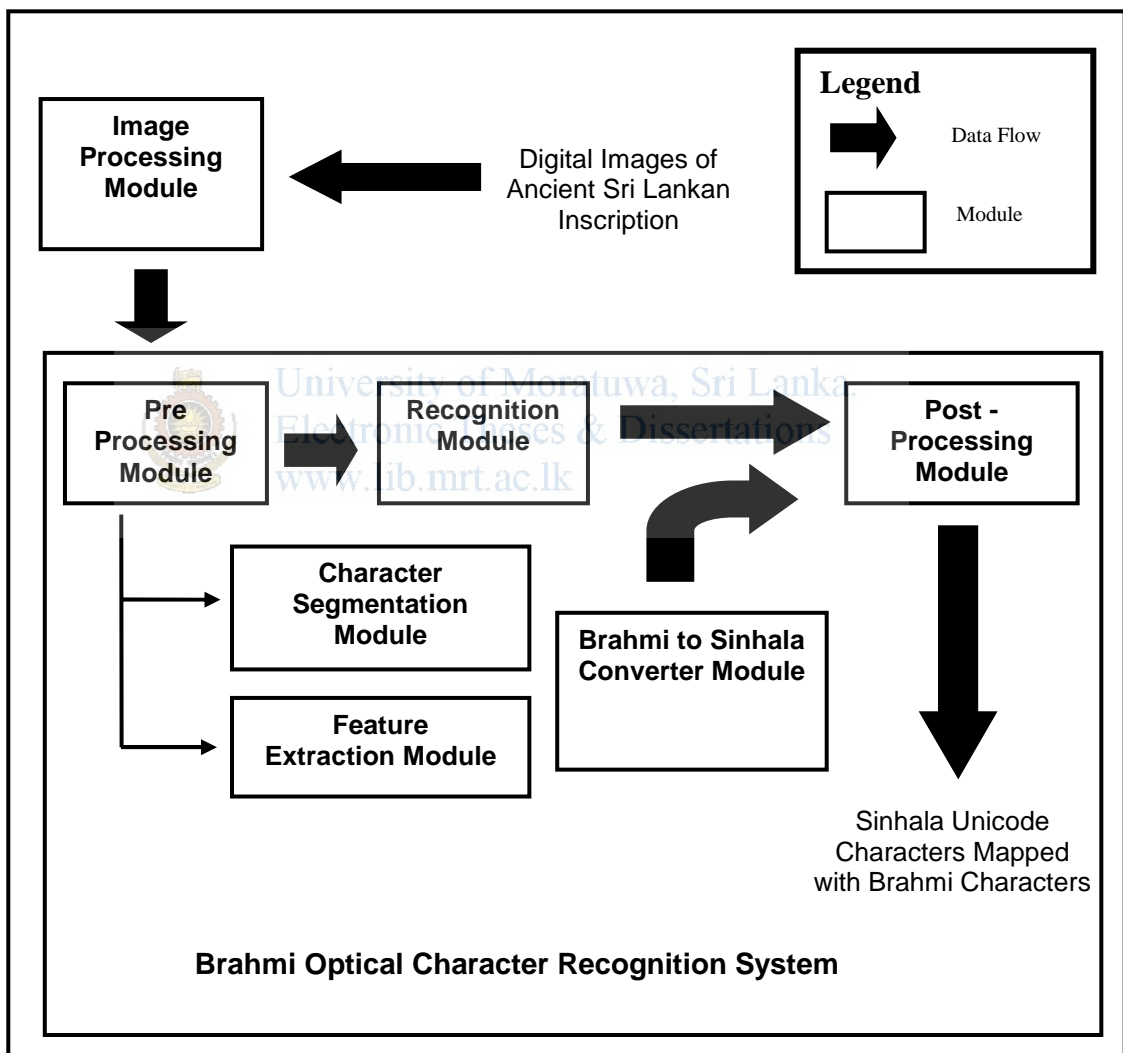 Legend
Data Flow
Module
Image
Processing
Module
Digital Images of
Ancient Sri Lankan
Inscription
University of Moratuwa, Sri Lanka.
Electronic Theses & Dissertations
www.lib.mrt.ac.lk
Pre
Processing
Module
Recognition
Module
Post -
Processing
Module
Character
Segmentation
Module
Brahmi to Sinhala
Converter Module
Feature
Extraction Module
Sinhala Unicode
Characters Mapped
with Brahmi Characters
Brahmi Optical Character Recognition System